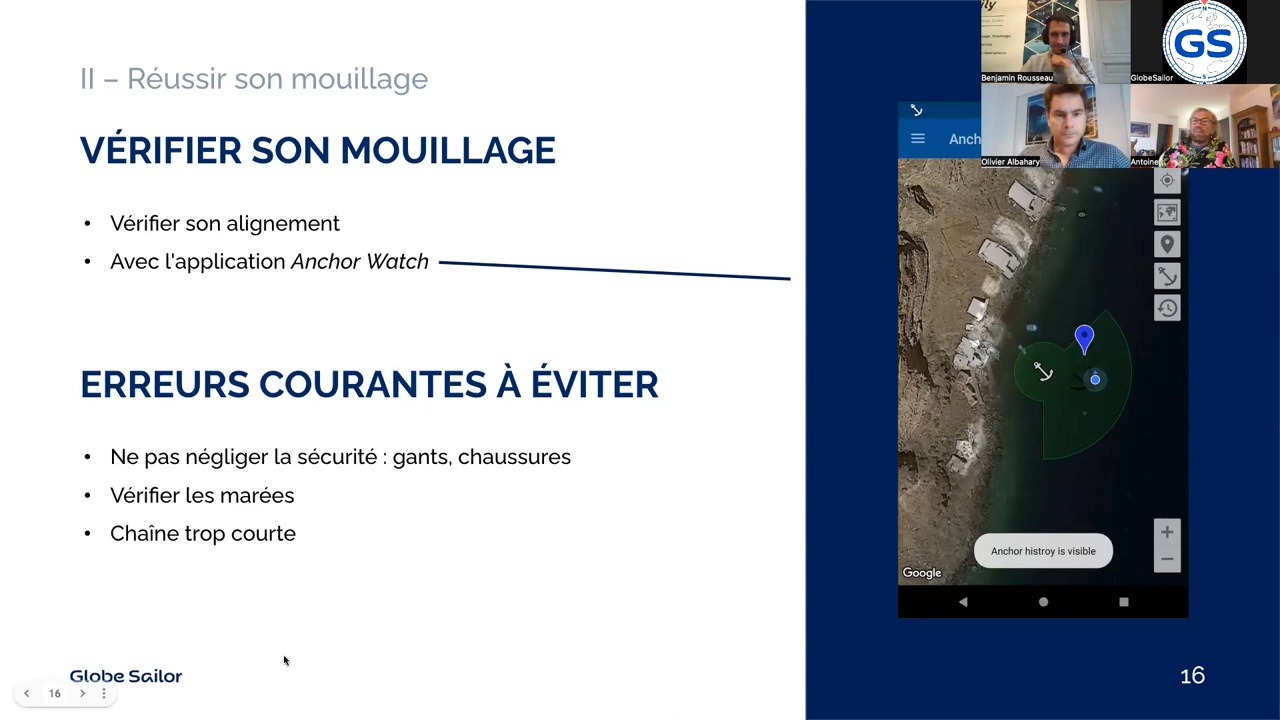 II – Réussir son mouillage
VÉRIFIER SON MOUILLAGE
• Vérifier son alignement
• Avec l'application Anchor Watch
ERREURS COURANTES À ÉVITER
• Ne pas négliger la sécurité : gants, chaussures
• Vérifier les marées
• Chaîne trop courte
Globe Sailor
16
Benjamin Rousseau
GS
GlobeSailor
Olivier Albahary
Antoine
Anch
Anchor histroy is visible
Google
16